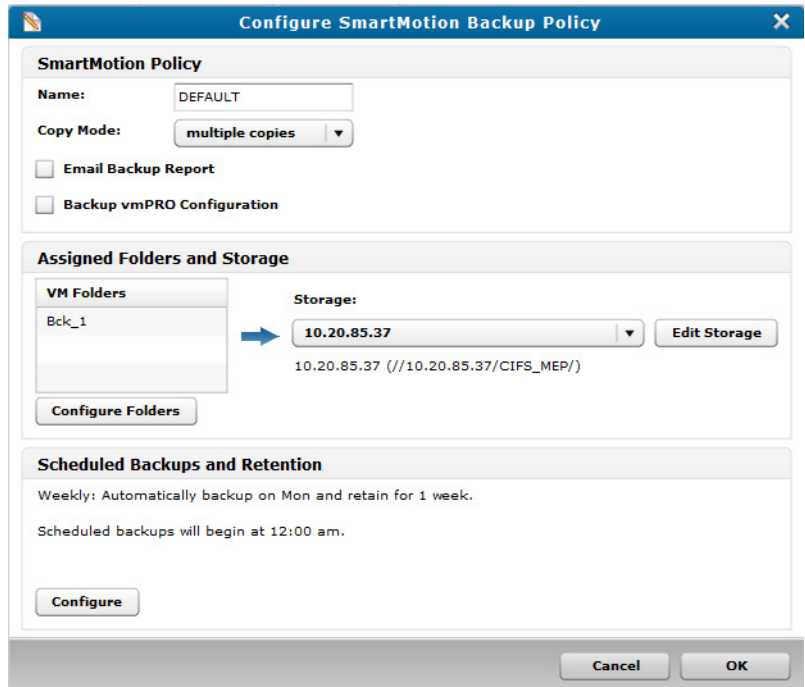 Configure SmartMotion Backup Policy
SmartMotion Policy
Name: DEFAULT
Copy Mode: multiple copies
Email Backup Report
Backup vmPRO Configuration
Assigned Folders and Storage
VM Folders
Bck_1
Storage:
10.20.85.37
Edit Storage
10.20.85.37 (//10.20.85.37/CIFS_MEP/)
Configure Folders
Scheduled Backups and Retention
Weekly: Automatically backup on Mon and retain for 1 week.
Scheduled backups will begin at 12:00 am.
Configure
Cancel
OK